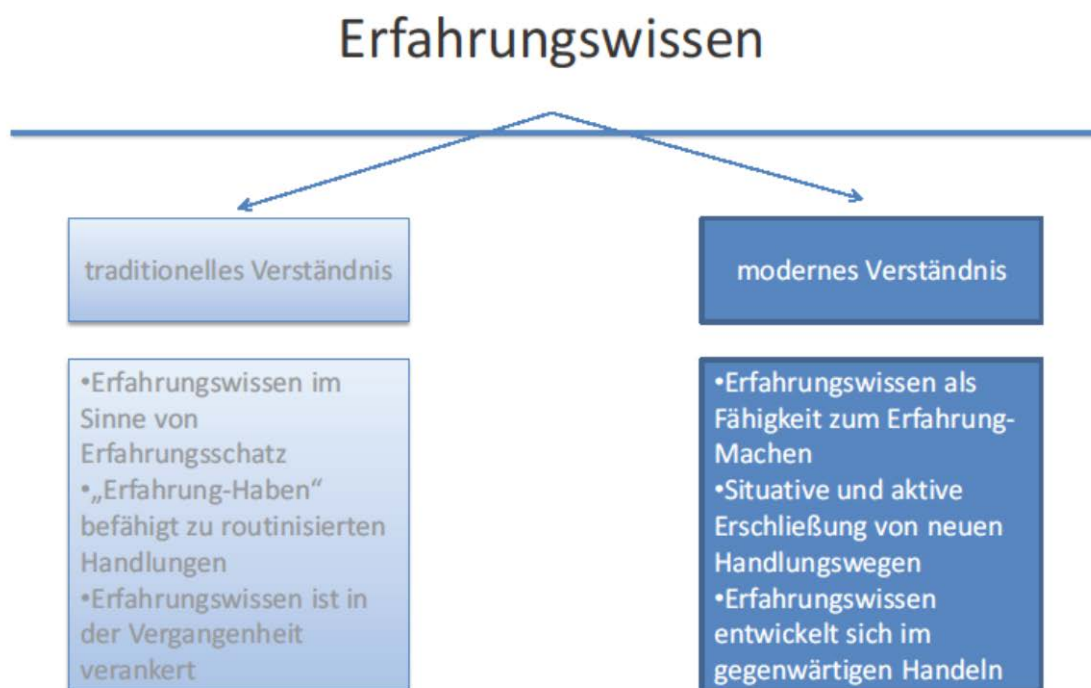 Erfahrungswissen
traditionelles Verständnis
•Erfahrungswissen im
Sinne von
Erfahrungsschatz
•„Erfahrung-Haben“
befähigt zu routinisierten
Handlungen
•Erfahrungswissen ist in
der Vergangenheit
verankert
modernes Verständnis
•Erfahrungswissen als
Fähigkeit zum Erfahrung-
Machen
•Situative und aktive
Erschließung von neuen
Handlungswegen
•Erfahrungswissen
entwickelt sich im
gegenwärtigen Handeln